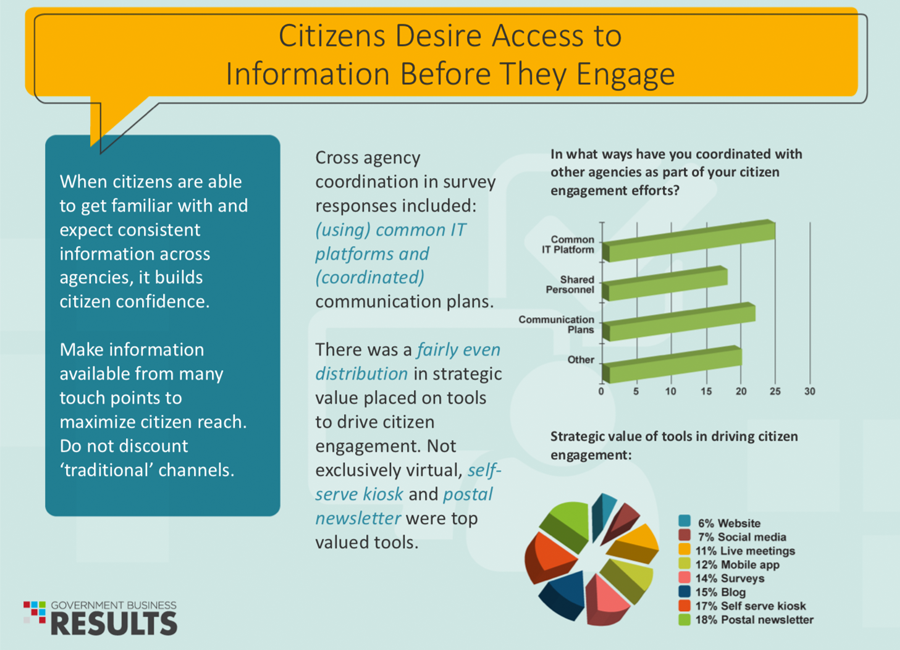 Citizens Desire Access to
Information Before They Engage
When citizens are able
to get familiar with and
expect consistent
information across
agencies, it builds
citizen confidence.
Make information
available from many
touch points to
maximize citizen reach.
Do not discount
‘traditional’ channels.
Cross agency
coordination in survey
responses included:
(using) common IT
platforms and
(coordinated)
communication plans.
There was a fairly even
distribution in strategic
value placed on tools
to drive citizen
engagement. Not
exclusively virtual, self-
serve kiosk and postal
newsletter were top
valued tools.
In what ways have you coordinated with
other agencies as part of your citizen
engagement efforts?
Common
IT Platform
Shared
Personnel
Communication
Plans
Other
0 5 10 15 20 25 30
Strategic value of tools in driving citizen
engagement:
6% Website
7% Social media
11% Live meetings
12% Mobile app
14% Surveys
15% Blog
17% Self serve kiosk
18% Postal newsletter
GOVERNMENT BUSINESS
RESULTS